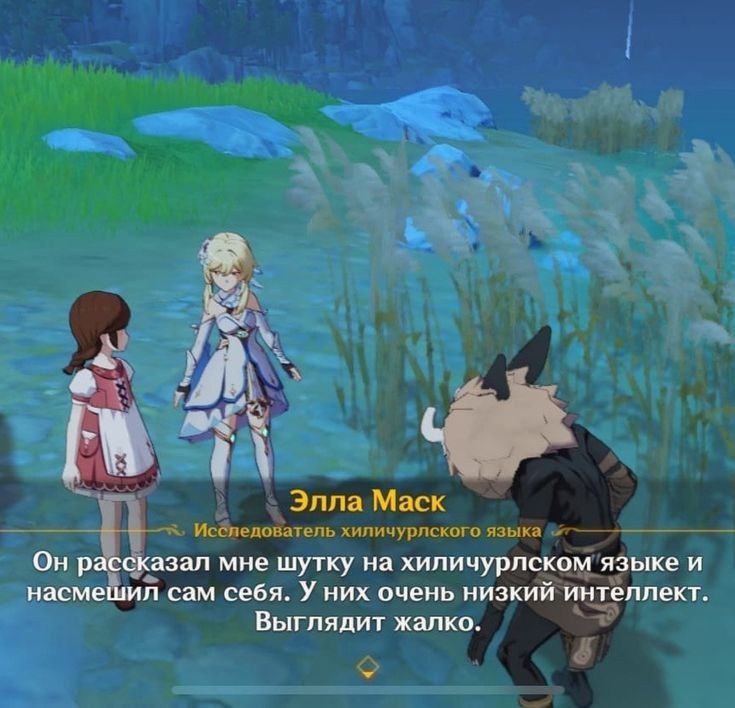 Элла Маск
Исследователь хиличурлского языка
Он рассказал мне шутку на хиличурлском языке и
насмешил сам себя. У них очень низкий интеллект.
Выглядит жалко.